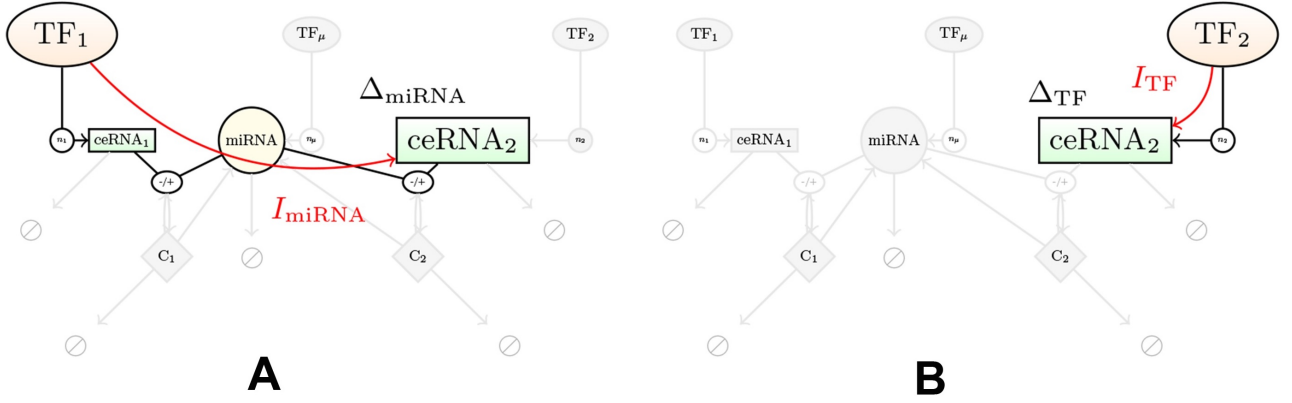 TF₁
TFμ
TF₂
ΔmiRNA
n₁
ceRNA₁
miRNA
nμ
ceRNA₂
n₂
-/+
-/+
ImiRNA
C₁
C₂
A
TF₁
TFμ
TF₂
ITF
ΔTF
n₁
ceRNA₁
miRNA
nμ
ceRNA₂
n₂
-/+
-/+
C₁
C₂
B